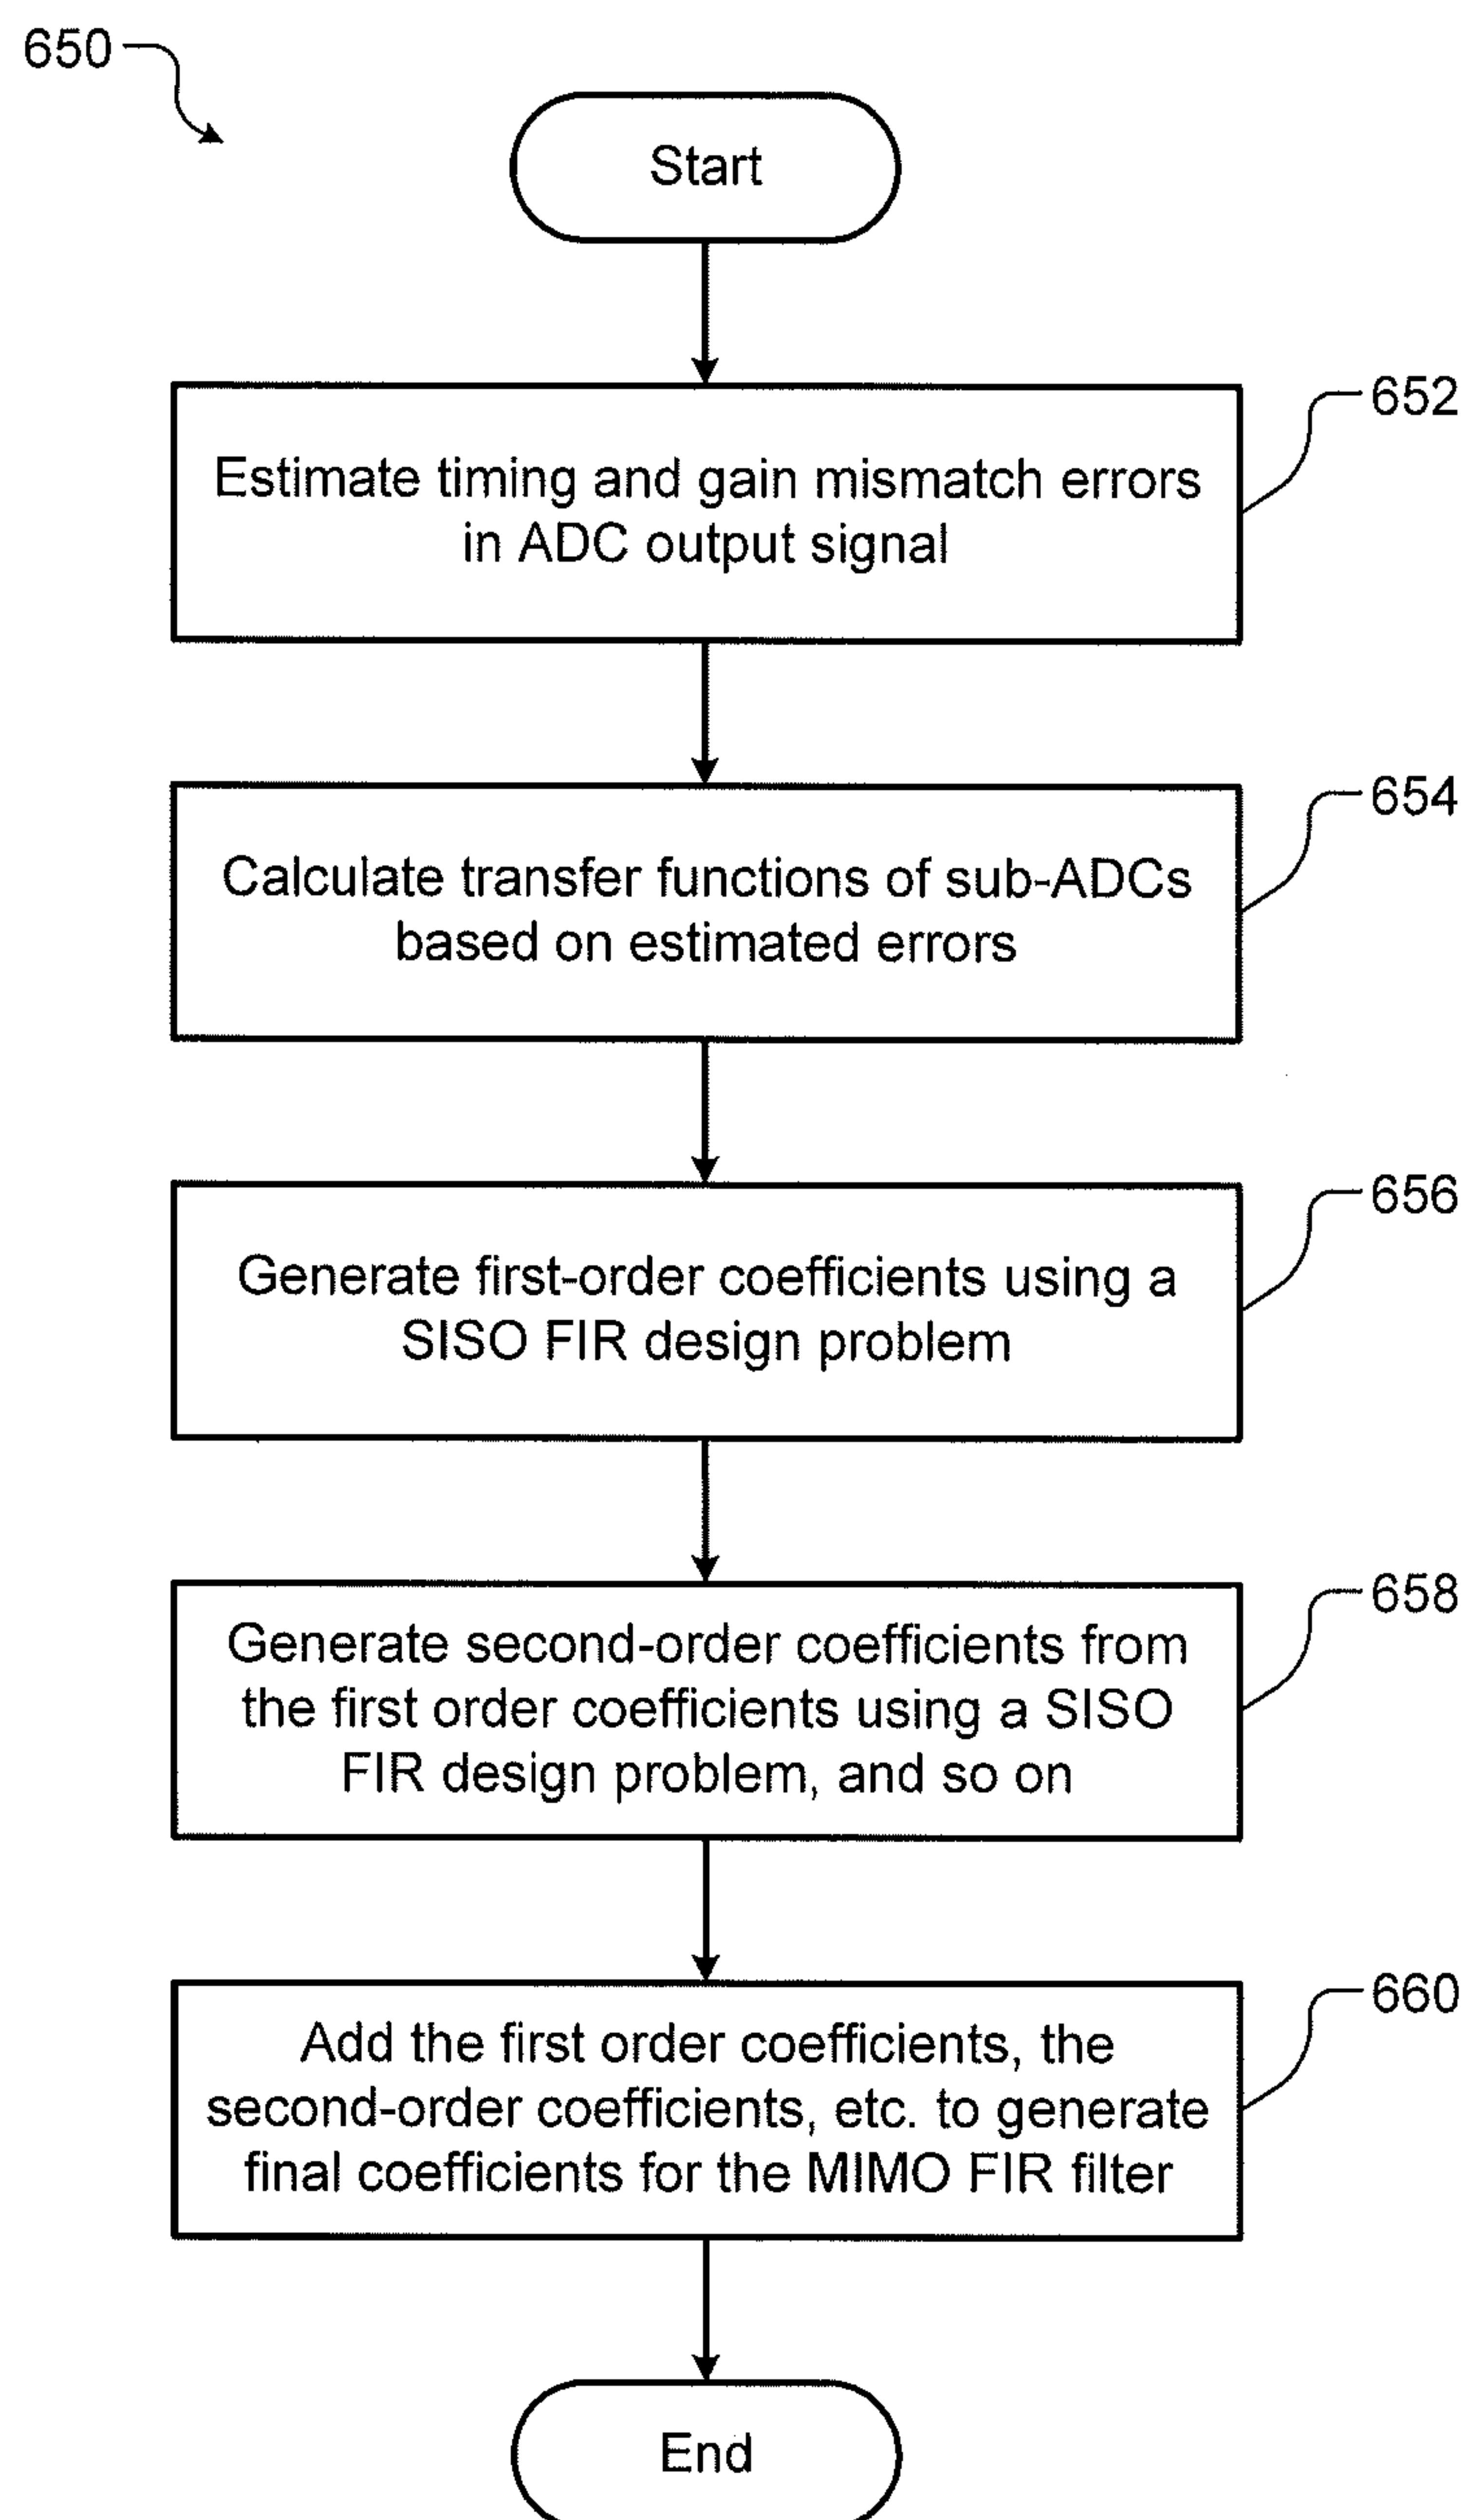 650
Start
652
Estimate timing and gain mismatch errors
in ADC output signal
654
Calculate transfer functions of sub-ADCs
based on estimated errors
656
Generate first-order coefficients using a
SISO FIR design problem
658
Generate second-order coefficients from
the first order coefficients using a SISO
FIR design problem, and so on
660
Add the first order coefficients, the
second-order coefficients, etc. to generate
final coefficients for the MIMO FIR filter
End